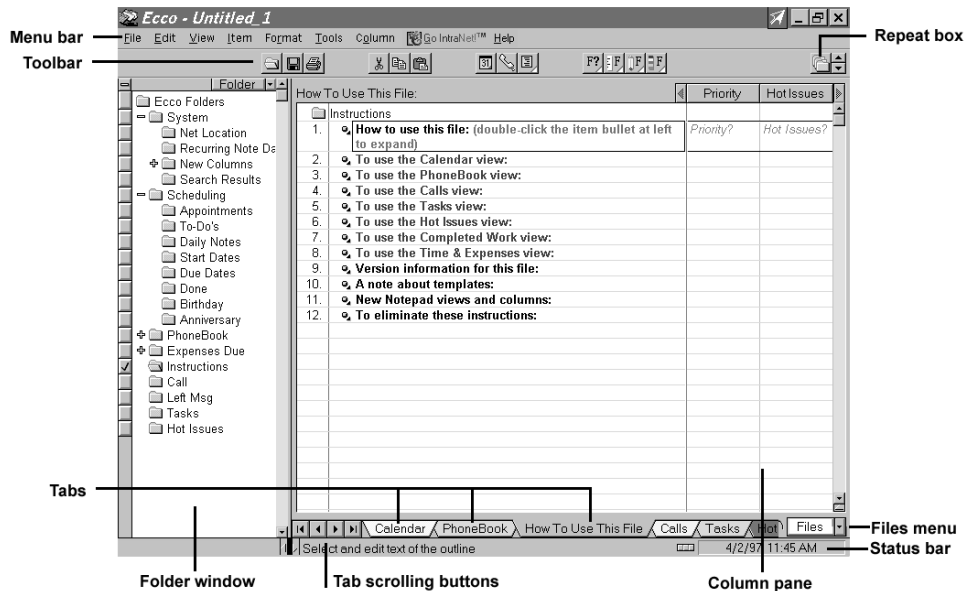 Ecco - Untitled_1
Menu bar
File Edit View Item Format Tools Column Go IntraNet!™ Help
Repeat box
Toolbar
31 F? F F F
Folder
Ecco Folders
System
Net Location
Recurring Note Da
New Columns
Search Results
Scheduling
Appointments
To-Do's
Daily Notes
Start Dates
Due Dates
Done
Birthday
Anniversary
PhoneBook
Expenses Due
Instructions
Call
Left Msg
Tasks
Hot Issues
How To Use This File: Priority Hot Issues
Instructions
1. How to use this file: (double-click the item bullet at left Priority? Hot Issues?
to expand)
2. To use the Calendar view:
3. To use the PhoneBook view:
4. To use the Calls view:
5. To use the Tasks view:
6. To use the Hot Issues view:
7. To use the Completed Work view:
8. To use the Time & Expenses view:
9. Version information for this file:
10. A note about templates:
11. New Notepad views and columns:
12. To eliminate these instructions:
Tabs
Calendar PhoneBook How To Use This File Calls Tasks Hot Files
Files menu
Select and edit text of the outline 4/2/97 11:45 AM
Status bar
Folder window
Tab scrolling buttons
Column pane